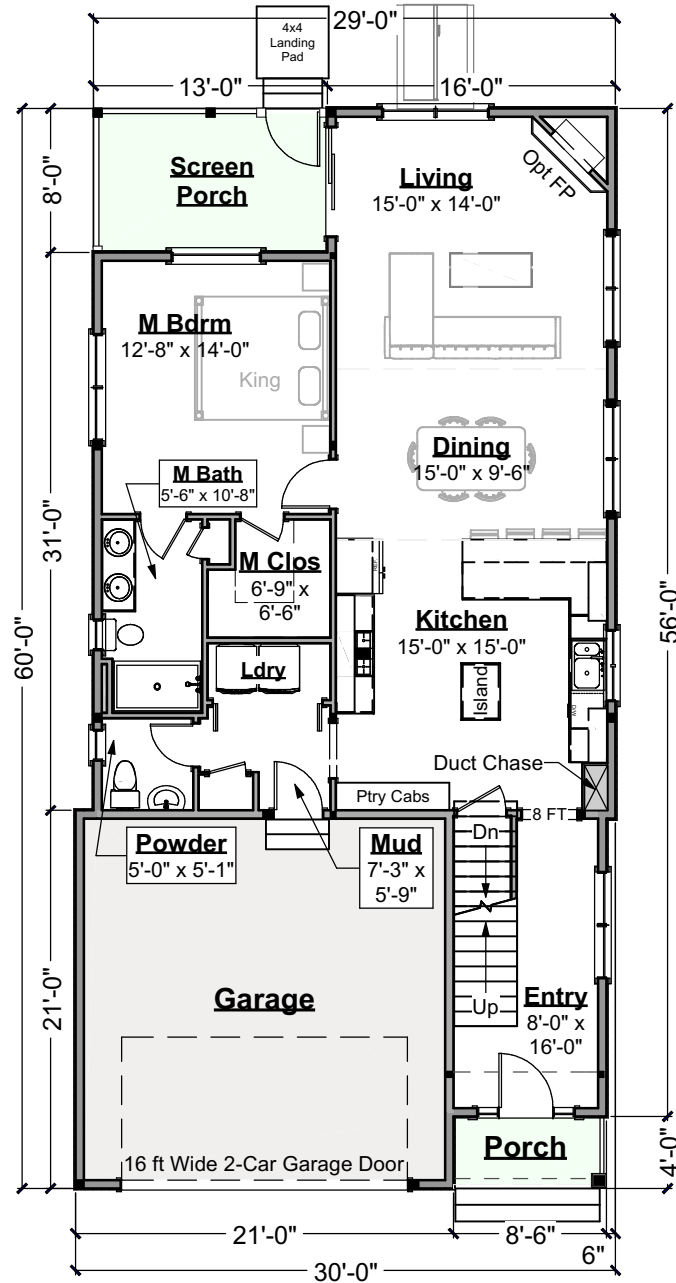 29'-0"
4x4
Landing
Pad
13'-0"
16'-0"
8'-0"
Screen
Porch
Living
15'-0" x 14'-0"
Opt FP
M Bdrm
12'-8" x 14'-0"
King
Dining
15'-0" x 9'-6"
M Bath
5'-6" x 10'-8"
31'-0"
M Clos
6'-9" x
6'-6"
REF
Kitchen
15'-0" x 15'-0"
56'-0"
60'-0"
Ldry
Island
DW
Duct Chase
Ptry Cabs
8 FT
Dn
Powder
5'-0" x 5'-1"
Mud
7'-3" x
5'-9"
21'-0"
Garage
Up
Entry
8'-0" x
16'-0"
16 ft Wide 2-Car Garage Door
Porch
4'-0"
21'-0"
8'-6"
6"
30'-0"